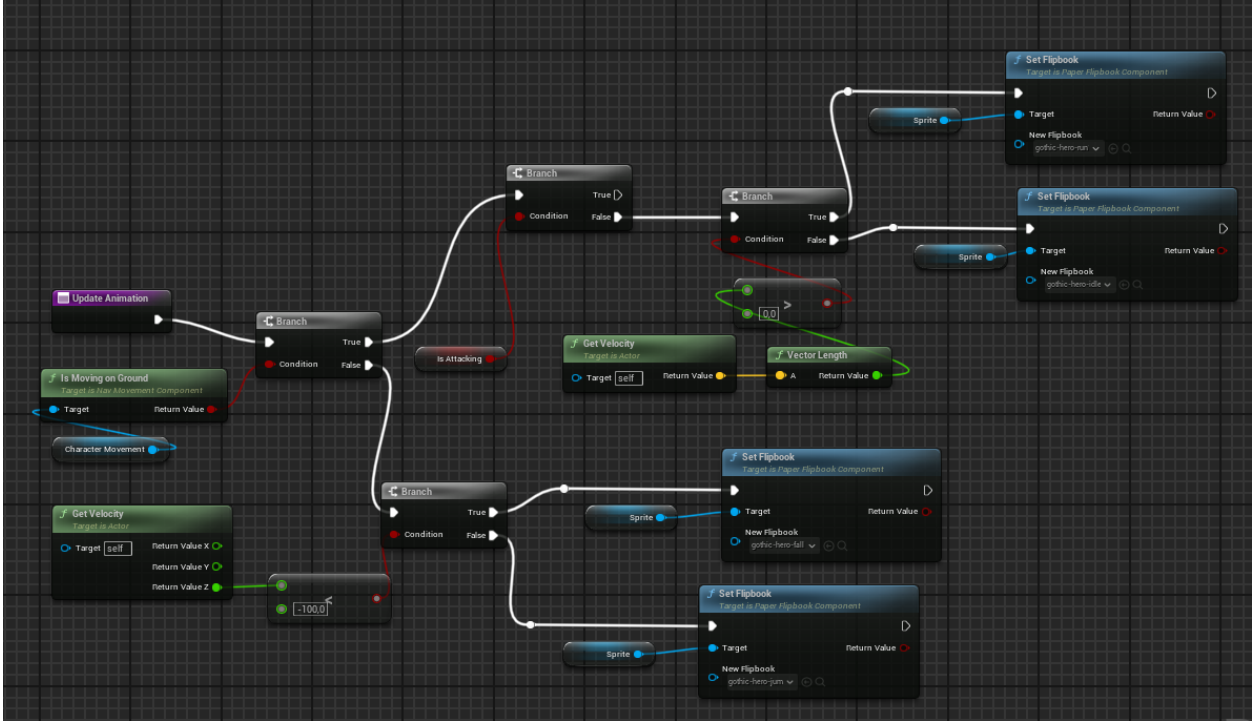 Set Flipbook
Target is Paper Flipbook Component
Sprite
Target
Return Value
New Flipbook
gothic-hero-run
Branch
True
Condition
False
Branch
True
Condition
False
Set Flipbook
Target is Paper Flipbook Component
Sprite
Target
Return Value
New Flipbook
gothic-hero-idle
Update Animation
Branch
True
Condition
False
0,0
>
Is Moving on Ground
Target is Nav Movement Component
Target
Return Value
Is Attacking
Get Velocity
Target is Actor
Target
self
Return Value
Vector Length
A
Return Value
Character Movement
Set Flipbook
Target is Paper Flipbook Component
Sprite
Target
Return Value
New Flipbook
gothic-hero-fall
Branch
True
Condition
False
Get Velocity
Target is Actor
Target
self
Return Value X
Return Value Y
Return Value Z
<
-100,0
Set Flipbook
Target is Paper Flipbook Component
Sprite
Target
Return Value
New Flipbook
gothic-hero-jum